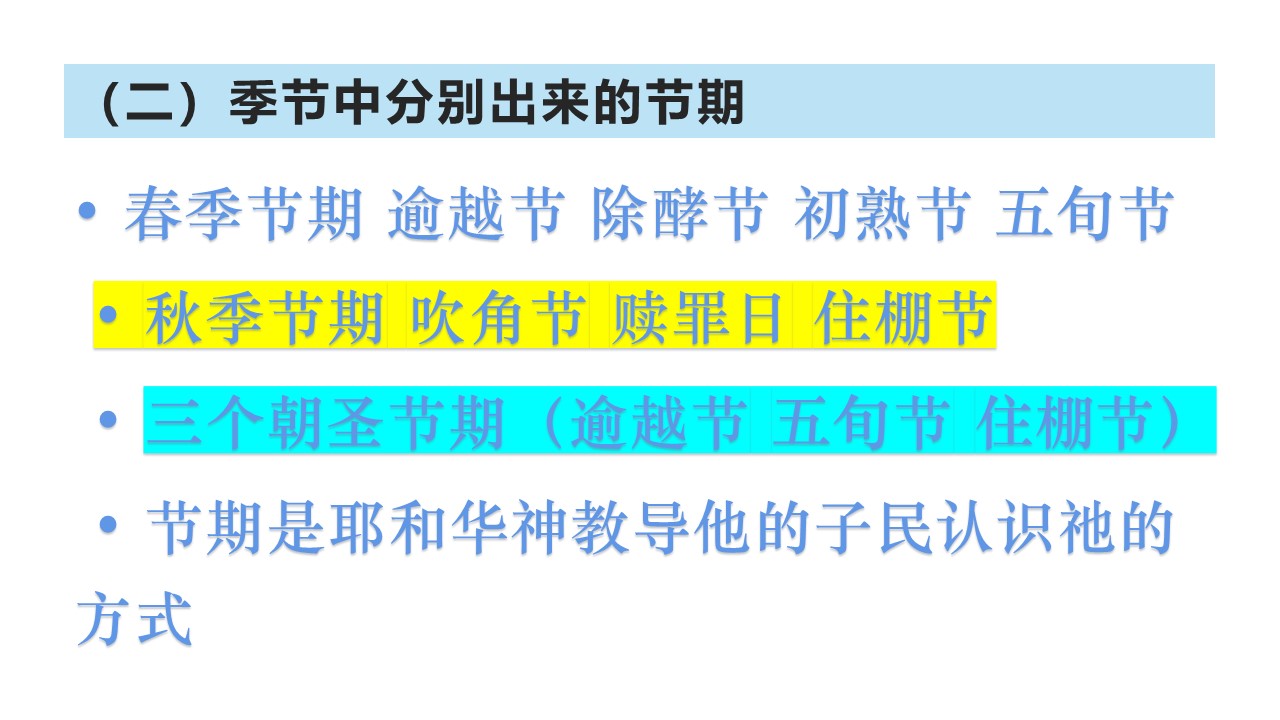 （二）季节中分别出来的节期
• 春季节期 逾越节 除酵节 初熟节 五旬节
• 秋季节期 吹角节 赎罪日 住棚节
• 三个朝圣节期（逾越节 五旬节 住棚节）
• 节期是耶和华神教导他的子民认识祂的
方式